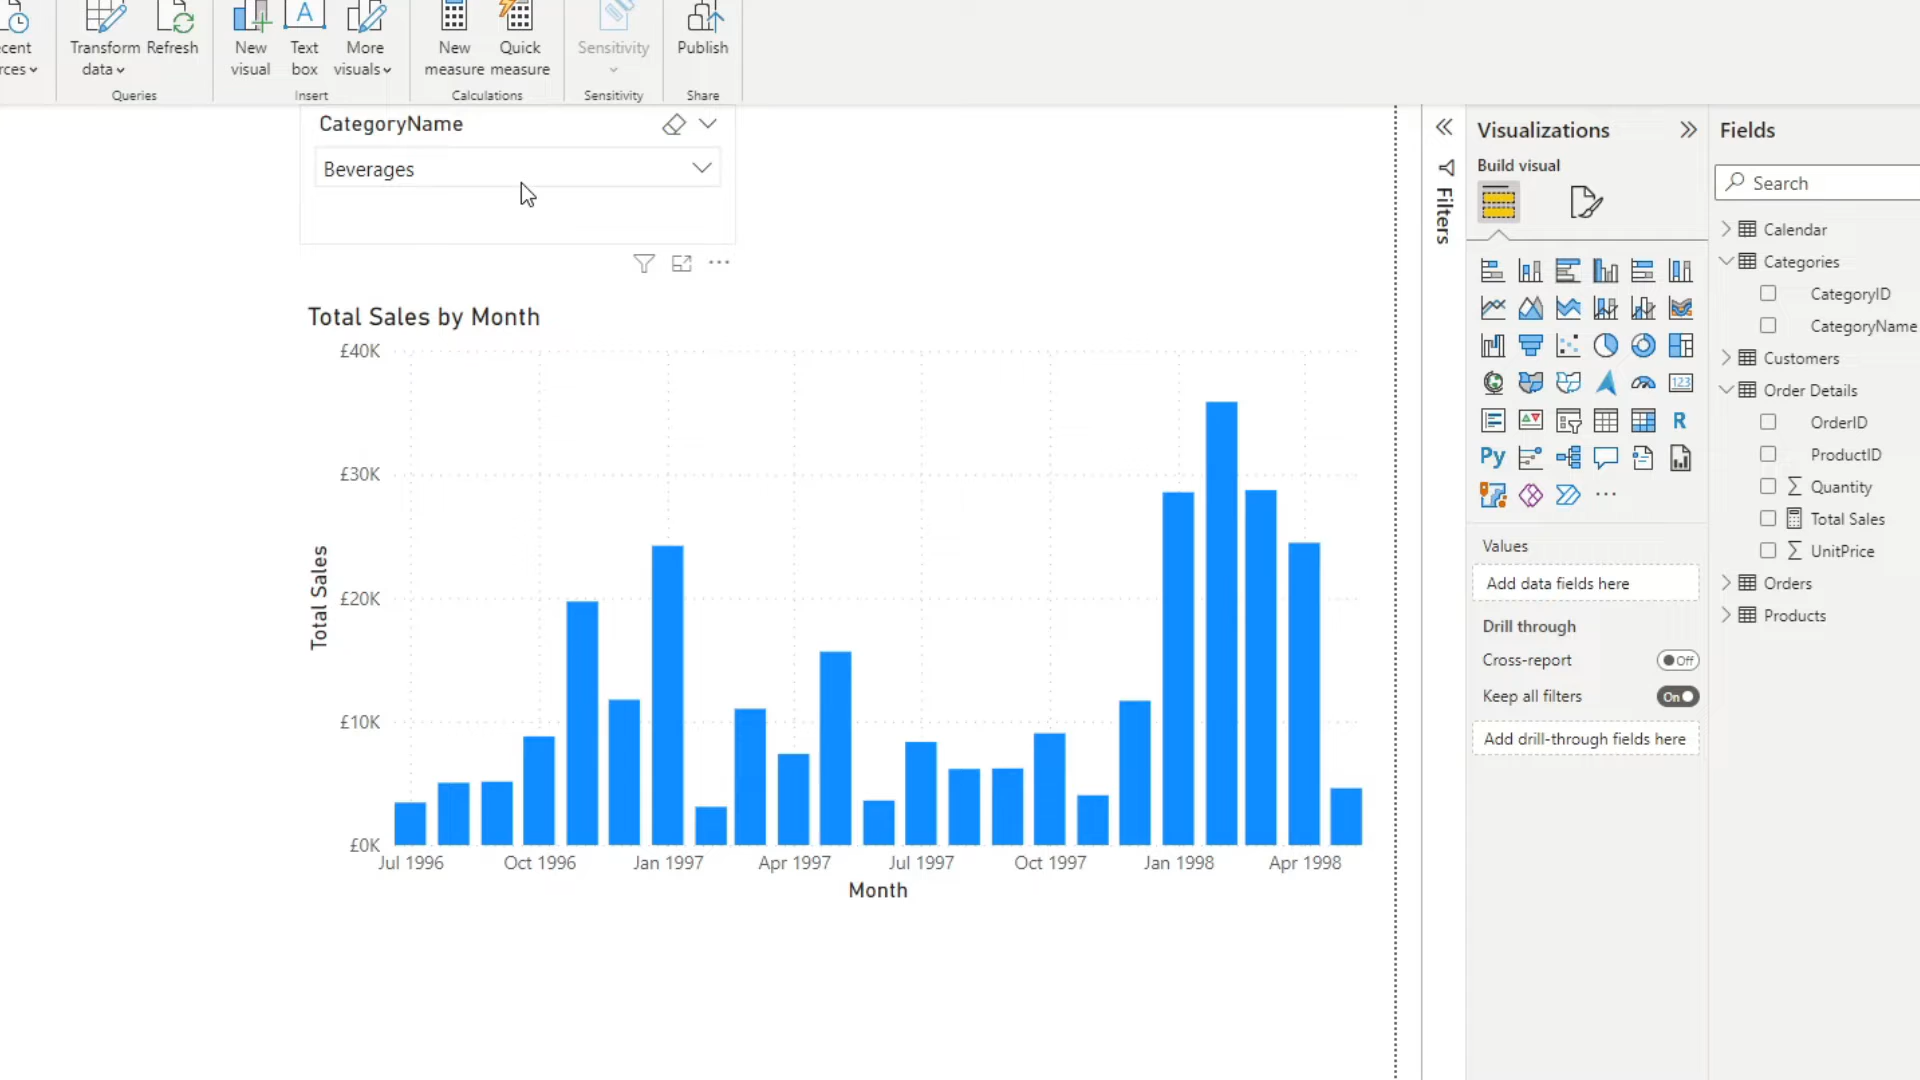 cent
rces
Transform
data
Refresh
Queries
New
visual
A
Text
box
More
visuals
Insert
New
measure
Quick
measure
Calculations
Sensitivity
Sensitivity
Publish
Share
CategoryName
Beverages
Total Sales by Month
£40K
£30K
£20K
£10K
£0K
Total Sales
Jul 1996
Oct 1996
Jan 1997
Apr 1997
Jul 1997
Oct 1997
Jan 1998
Apr 1998
Month
Filters
Visualizations
Build visual
123
R
Py
Values
Add data fields here
Drill through
Cross-report
Off
Keep all filters
On
Add drill-through fields here
Fields
Search
Calendar
Categories
CategoryID
CategoryName
Customers
Order Details
OrderID
ProductID
Σ Quantity
Total Sales
Σ UnitPrice
Orders
Products